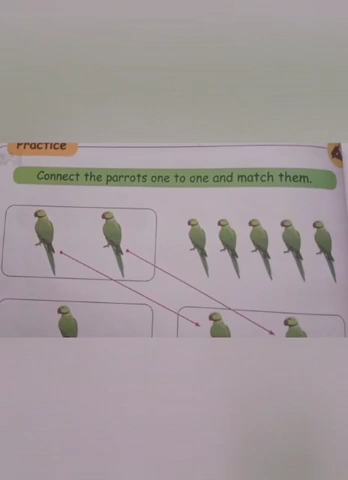 Practice
Connect the parrots one to one and match them.